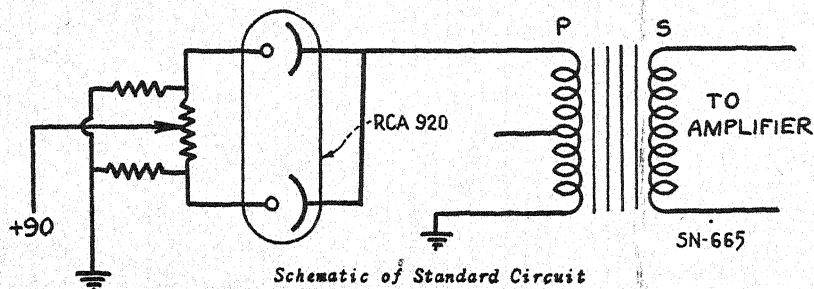 P S
RCA 920
TO
AMPLIFIER
+90
SN-665
Schematic of Standard Circuit